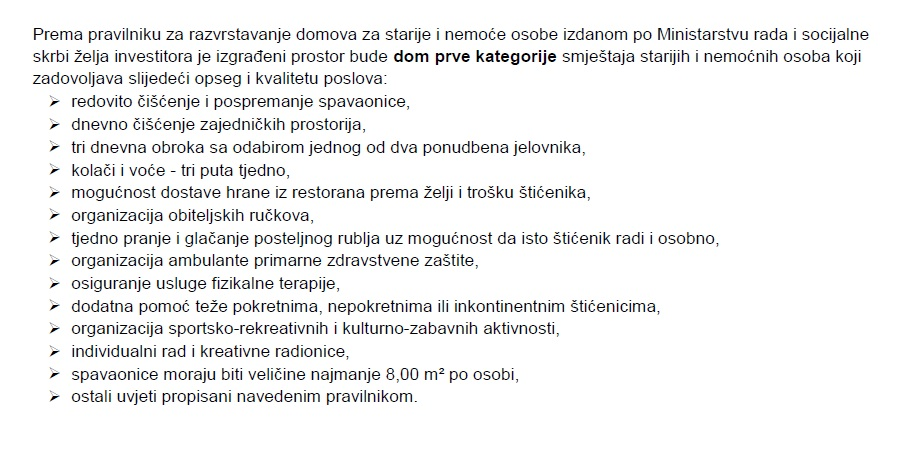 Prema pravilniku za razvrstavanje domova za starije i nemoće osobe izdanom po Ministarstvu rada i socijalne
skrbi želja investitora je izgrađeni prostor bude dom prve kategorije smještaja starijih i nemoćnih osoba koji
zadovoljava slijedeći opseg i kvalitetu poslova:
➢ redovito čišćenje i pospremanje spavaonice,
➢ dnevno čišćenje zajedničkih prostorija,
➢ tri dnevna obroka sa odabirom jednog od dva ponudbena jelovnika,
➢ kolači i voće - tri puta tjedno,
➢ mogućnost dostave hrane iz restorana prema želji i trošku štićenika,
➢ organizacija obiteljskih ručkova,
➢ tjedno pranje i glačanje posteljnog rublja uz mogućnost da isto štićenik radi i osobno,
➢ organizacija ambulante primarne zdravstvene zaštite,
➢ osiguranje usluge fizikalne terapije,
➢ dodatna pomoć teže pokretnima, nepokretnima ili inkontinentnim štićenicima,
➢ organizacija sportsko-rekreativnih i kulturno-zabavnih aktivnosti,
➢ individualni rad i kreativne radionice,
➢ spavaonice moraju biti veličine najmanje 8,00 m² po osobi,
➢ ostali uvjeti propisani navedenim pravilnikom.